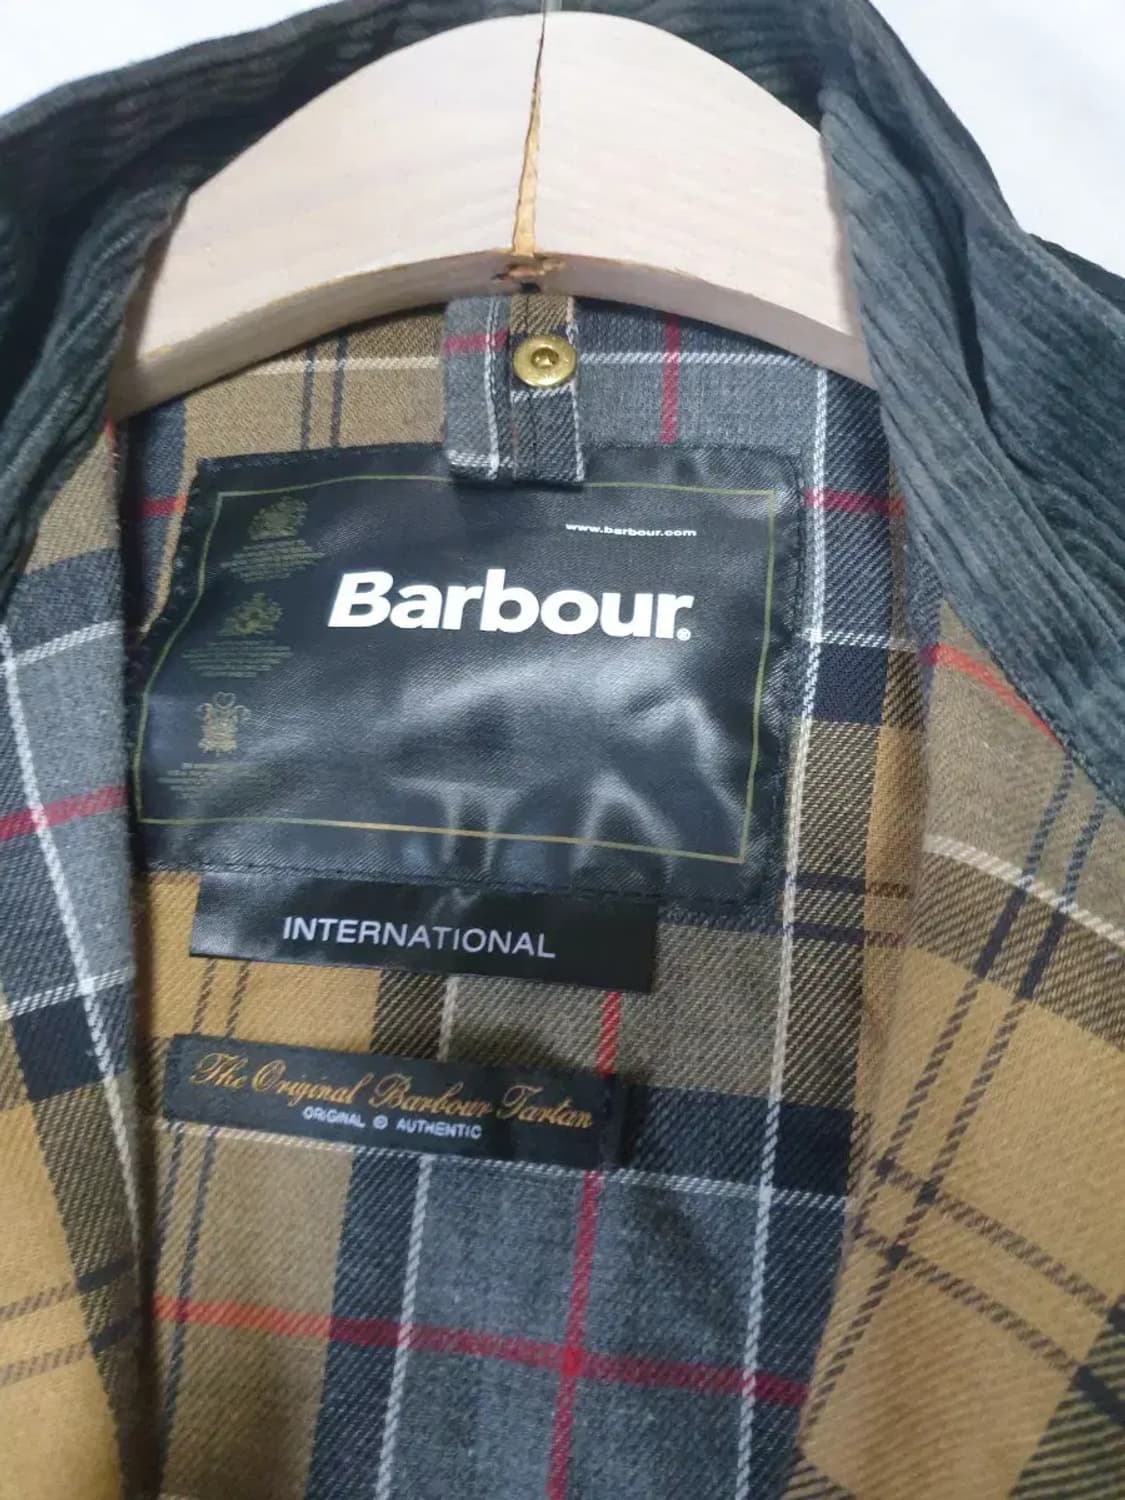 www.barbour.com
Barbour®
INTERNATIONAL
The Original Barbour Tartan
ORIGINAL © AUTHENTIC